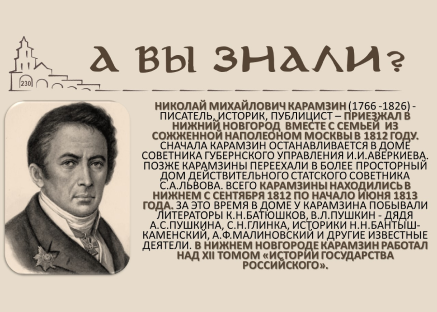 А ВЫ ЗНАЛИ?
230
НИКОЛАЙ МИХАЙЛОВИЧ КАРАМЗИН (1766 -1826) -
ПИСАТЕЛЬ, ИСТОРИК, ПУБЛИЦИСТ – ПРИЕЗЖАЛ В
НИЖНИЙ НОВГОРОД ВМЕСТЕ С СЕМЬЕЙ ИЗ
СОЖЖЕННОЙ НАПОЛЕОНОМ МОСКВЫ В 1812 ГОДУ.
СНАЧАЛА КАРАМЗИН ОСТАНАВЛИВАЕТСЯ В ДОМЕ
СОВЕТНИКА ГУБЕРНСКОГО УПРАВЛЕНИЯ И.И.АВЕРКИЕВА.
ПОЗЖЕ КАРАМЗИНЫ ПЕРЕЕХАЛИ В БОЛЕЕ ПРОСТОРНЫЙ
ДОМ ДЕЙСТВИТЕЛЬНОГО СТАТСКОГО СОВЕТНИКА
С.А.ЛЬВОВА. ВСЕГО КАРАМЗИНЫ НАХОДИЛИСЬ В
НИЖНЕМ С СЕНТЯБРЯ 1812 ПО НАЧАЛО ИЮНЯ 1813
ГОДА. ЗА ЭТО ВРЕМЯ В ДОМЕ У КАРАМЗИНА ПОБЫВАЛИ
ЛИТЕРАТОРЫ К.Н.БАТЮШКОВ, В.Л.ПУШКИН - ДЯДЯ
А.С.ПУШКИНА, С.Н.ГЛИНКА, ИСТОРИКИ Н.Н.БАНТЫШ-
КАМЕНСКИЙ, А.Ф.МАЛИНОВСКИЙ И ДРУГИЕ ИЗВЕСТНЫЕ
ДЕЯТЕЛИ. В НИЖНЕМ НОВГОРОДЕ КАРАМЗИН РАБОТАЛ
НАД XII ТОМОМ «ИСТОРИИ ГОСУДАРСТВА
РОССИЙСКОГО».